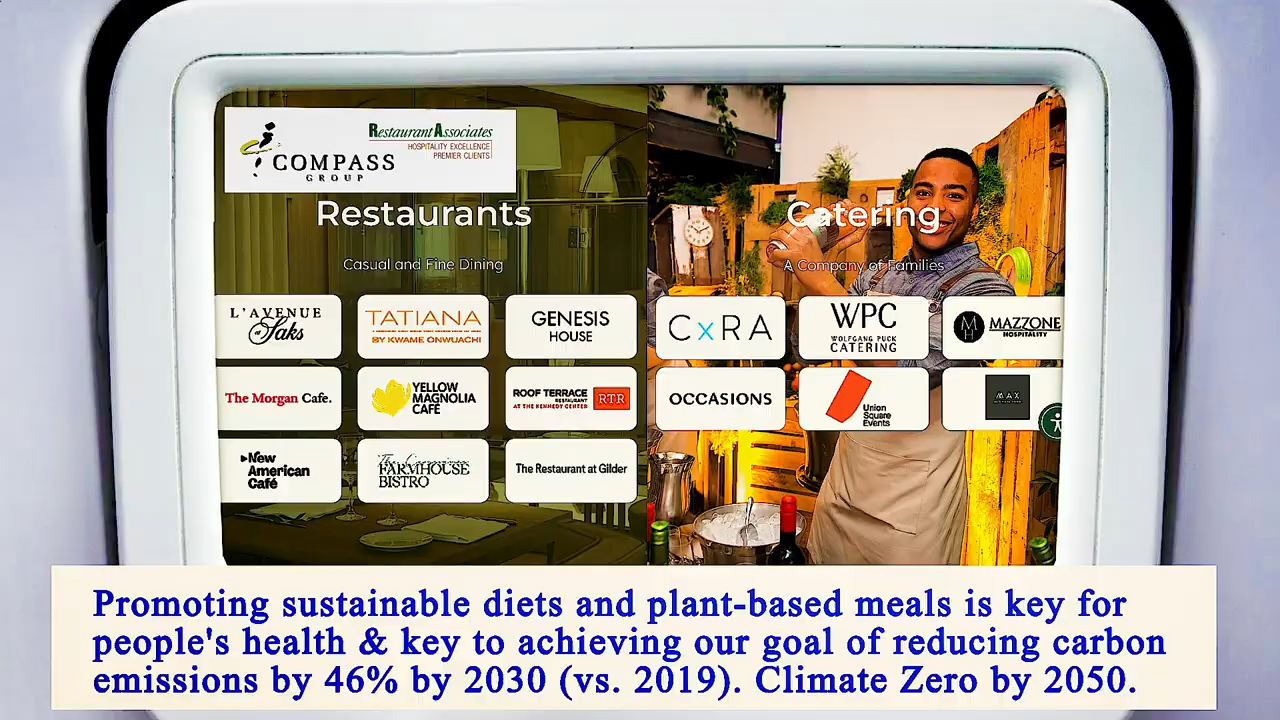 COMPASS
GROUP
Restaurant Associates
HOSPITALITY EXCELLENCE
PREMIER CLIENTS
Restaurants
Casual and Fine Dining
L'AVENUE
Saks
TATIANA
BY KWAME ONWUACHI
GENESIS
HOUSE
The Morgan Cafe.
YELLOW
MAGNOLIA
CAFÉ
ROOF TERRACE
RESTAURANT
AT THE KENNEDY CENTER
RTR
New
American
Café
FARMHOUSE
BISTRO
The Restaurant at Gilder
Catering
A Company of Families
CxRA
WPC
WOLFGANG PUCK
CATERING
MH
MAZZONE
HOSPITALITY
OCCASIONS
Union
Square
Events
MAX
Promoting sustainable diets and plant-based meals is key for
people's health & key to achieving our goal of reducing carbon
emissions by 46% by 2030 (vs. 2019). Climate Zero by 2050.